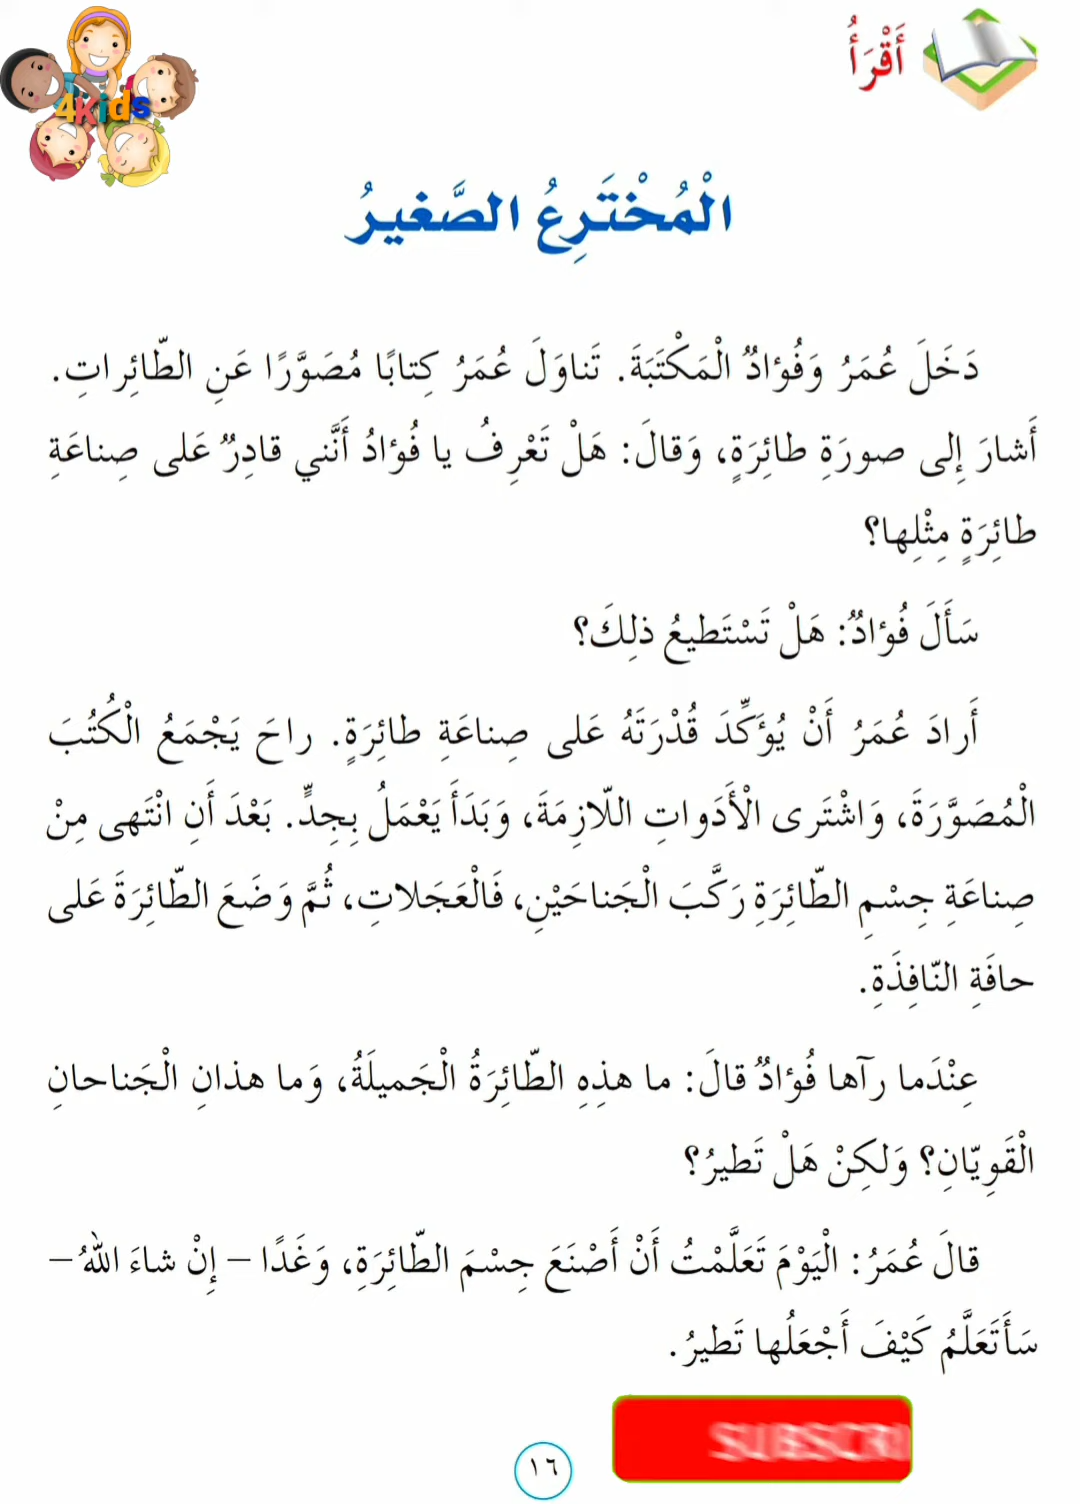 أَقْرَأُ
4kids
الْمُخْتَرِعُ الصَّغيرُ
دَخَلَ عُمَرُ وَفُؤادٌ الْمَكْتَبَةَ. تَناوَلَ عُمَرُ كِتابًا مُصَوَّرًا عَنِ الطّائِراتِ.
أَشارَ إِلى صورَةِ طائِرَةٍ، وَقالَ: هَلْ تَعْرِفُ يا فُؤادُ أَنَّني قادِرٌ عَلى صِناعَةِ
طائِرَةٍ مِثْلِها؟
سَأَلَ فُؤادٌ: هَلْ تَسْتَطيعُ ذلِكَ؟
أَرادَ عُمَرُ أَنْ يُؤَكِّدَ قُدْرَتَهُ عَلى صِناعَةِ طائِرَةٍ. راحَ يَجْمَعُ الْكُتُبَ
الْمُصَوَّرَةَ، وَاشْتَرى الْأَدَواتِ اللّازِمَةَ، وَبَدَأَ يَعْمَلُ بِجِدٍّ. بَعْدَ أَنِ انْتَهى مِنْ
صِناعَةِ جِسْمِ الطّائِرَةِ رَكَّبَ الْجَناحَيْنِ، فَالْعَجَلاتِ، ثُمَّ وَضَعَ الطّائِرَةَ عَلى
حافَةِ النّافِذَةِ.
عِنْدَما رآها فُؤادٌ قالَ: ما هذِهِ الطّائِرَةُ الْجَميلَةُ، وَما هذانِ الْجَناحانِ
الْقَوِيّانِ؟ وَلكِنْ هَلْ تَطيرُ؟
قالَ عُمَرُ: الْيَوْمَ تَعَلَّمْتُ أَنْ أَصْنَعَ جِسْمَ الطّائِرَةِ، وَغَدًا – إِنْ شاءَ اللهُ –
سَأَتَعَلَّمُ كَيْفَ أَجْعَلُها تَطيرُ.
SUBSCRI
١٦